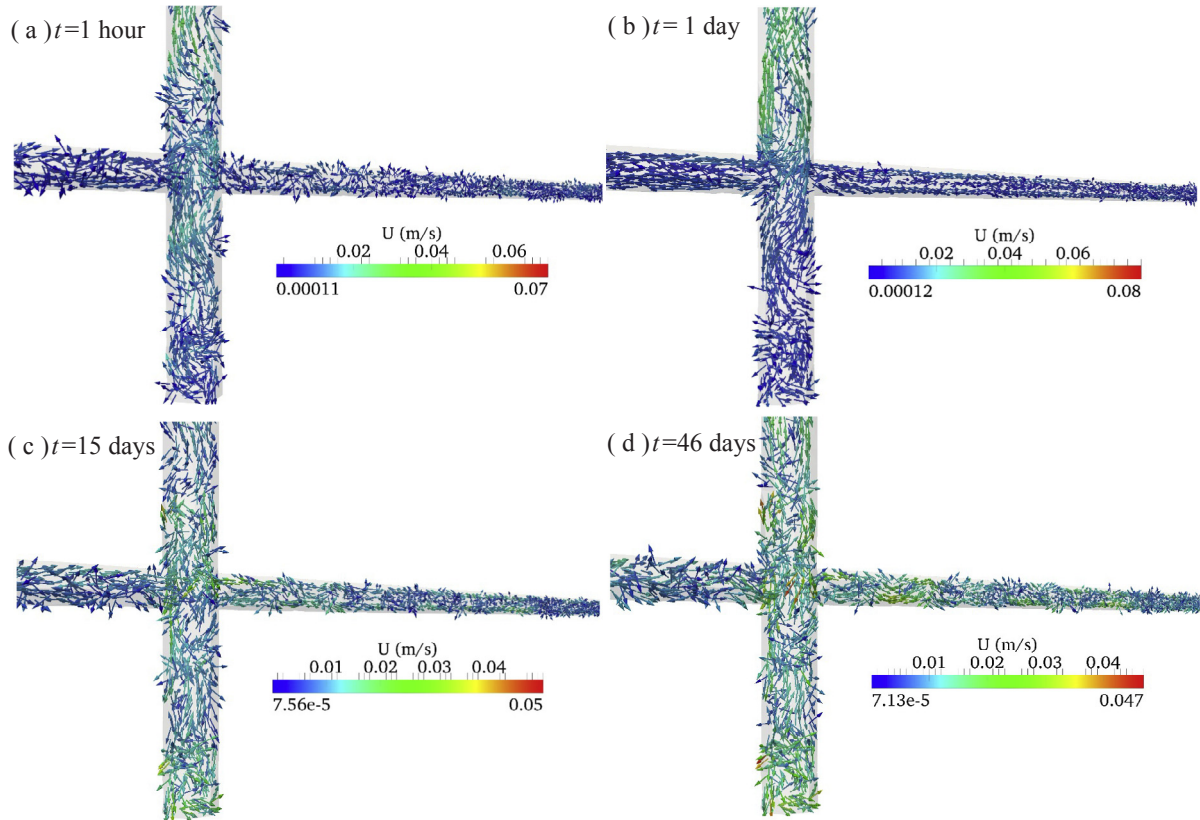 ( a ) t=1 hour
U (m/s)
0.02 0.04 0.06
0.00011 0.07
( b ) t= 1 day
U (m/s)
0.02 0.04 0.06
0.00012 0.08
( c ) t=15 days
U (m/s)
0.01 0.02 0.03 0.04
7.56e-5 0.05
( d ) t=46 days
U (m/s)
0.01 0.02 0.03 0.04
7.13e-5 0.047